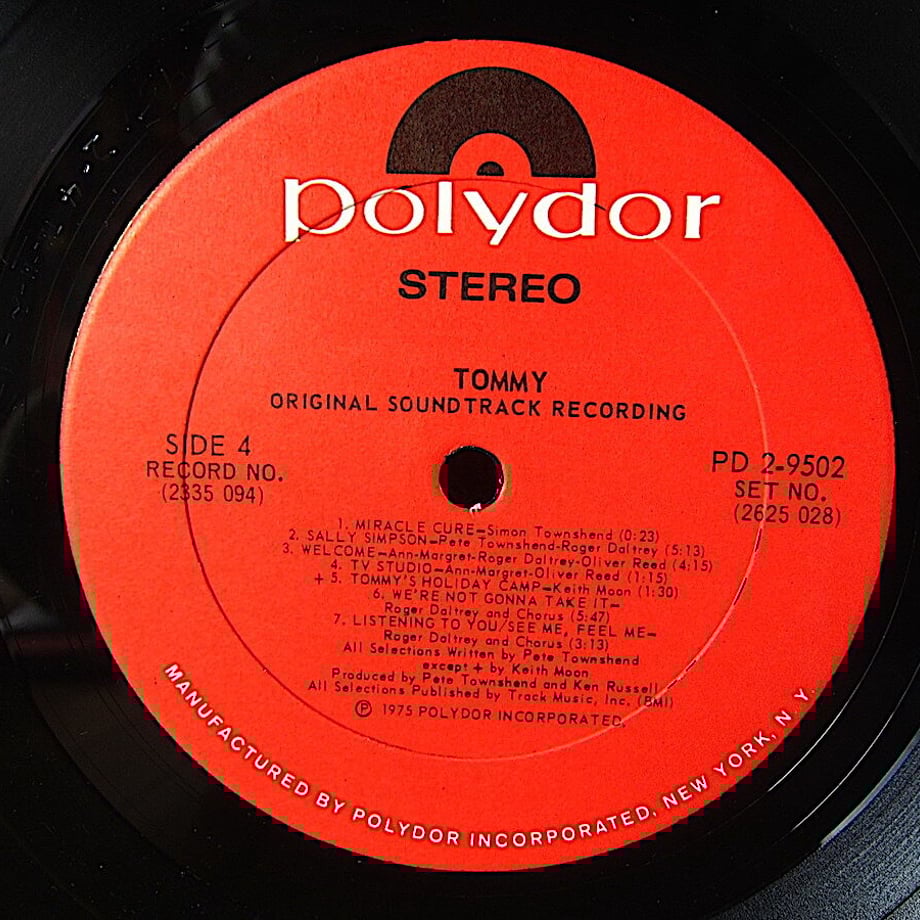 polydor
STEREO
TOMMY
ORIGINAL SOUNDTRACK RECORDING
SIDE 4
RECORD NO.
(2335 094)
PD 2-9502
SET NO.
(2625 028)
1. MIRACLE CURE—Simon Townshend (0:23)
2. SALLY SIMPSON—Pete Townshend-Roger Daltrey (5:13)
3. WELCOME—Ann-Margret-Roger Daltrey-Oliver Reed (4:15)
4. TV STUDIO—Ann-Margret-Oliver Reed (1:15)
+ 5. TOMMY'S HOLIDAY CAMP—Keith Moon (1:30)
6. WE'RE NOT GONNA TAKE IT—
Roger Daltrey and Chorus (5:47)
7. LISTENING TO YOU/SEE ME, FEEL ME—
Roger Daltrey and Chorus (3:13)
All Selections Written by Pete Townshend
except + by Keith Moon
Produced by Pete Townshend and Ken Russell
All Selections Published by Track Music, Inc. (BMI)
℗ 1975 POLYDOR INCORPORATED.
MANUFACTURED BY POLYDOR INCORPORATED, NEW YORK, N.Y.